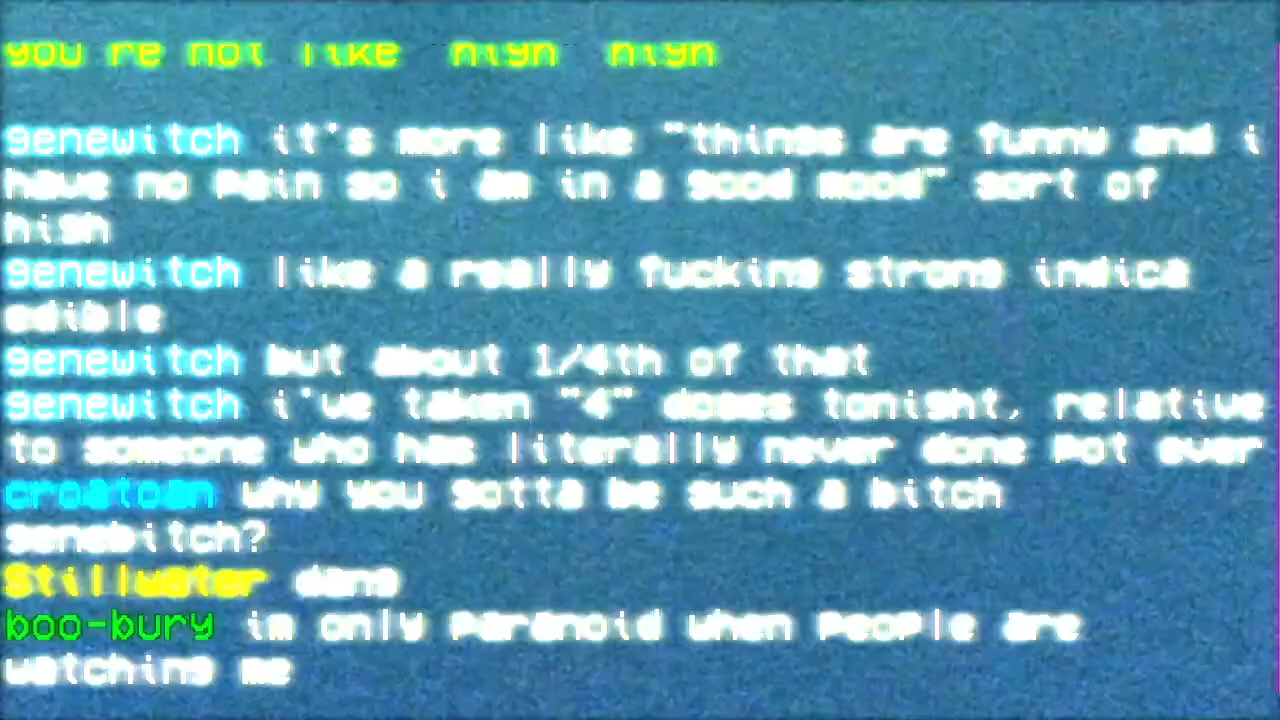 you're not like "high" high
genewitch it's more like "things are funny and i
have no pain so i am in a good mood" sort of
high
genewitch like a really fucking strong indica
edible
genewitch but about 1/4th of that
genewitch i've taken "4" doses tonight, relative
to someone who has literally never done pot ever
croatoan why you gotta be such a bitch
genebitch?
Stillwater dang
boo-bury im only paranoid when people are
watching me